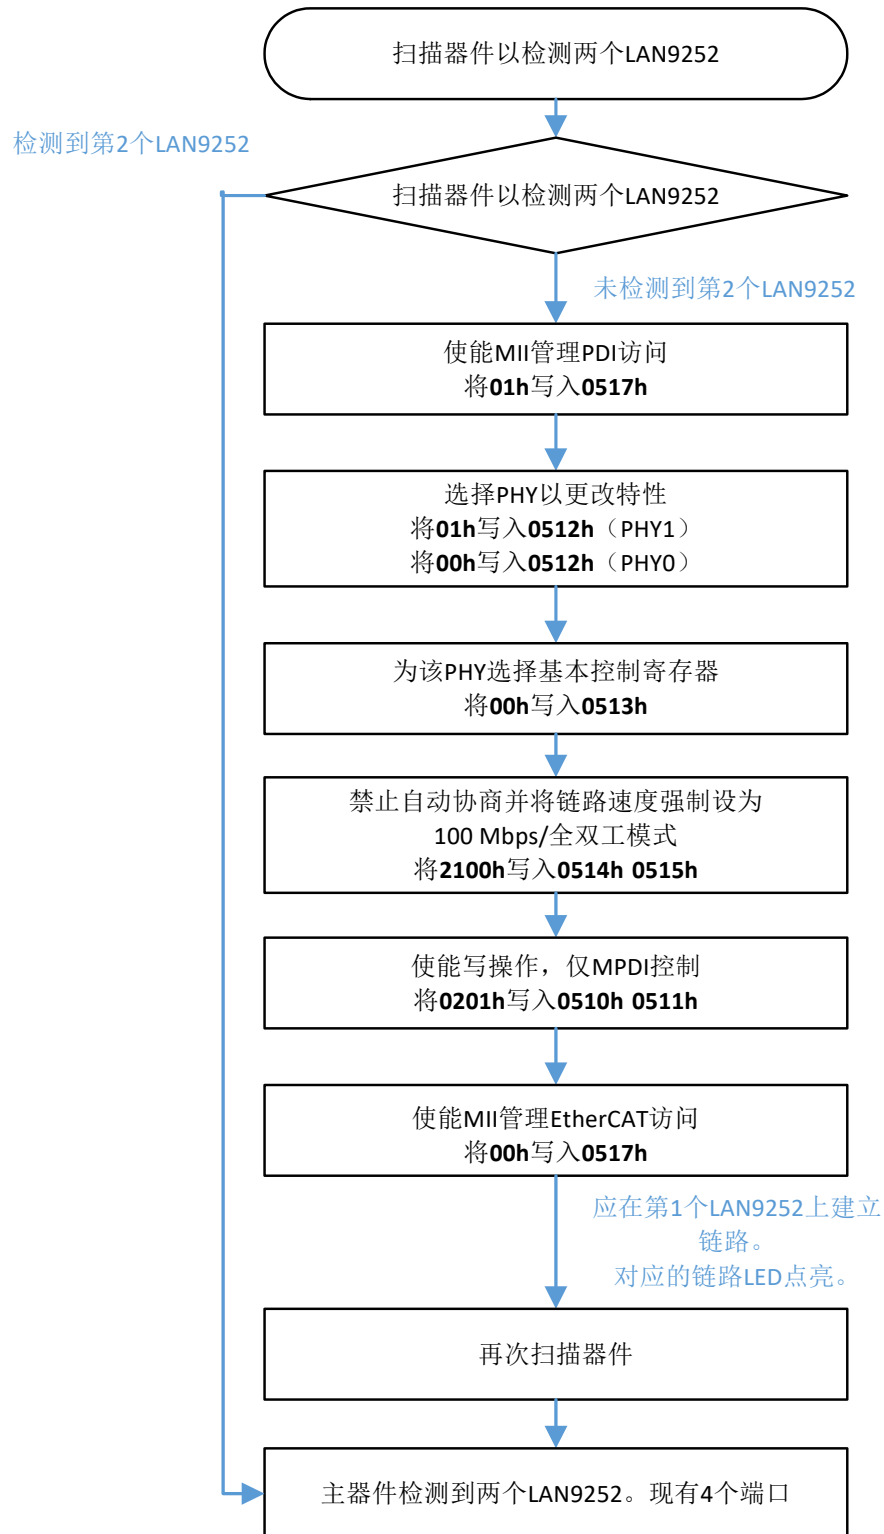 扫描器件以检测两个LAN9252
检测到第2个LAN9252
扫描器件以检测两个LAN9252
未检测到第2个LAN9252
使能MII管理PDI访问
将01h写入0517h
选择PHY以更改特性
将01h写入0512h（PHY1）
将00h写入0512h（PHY0）
为该PHY选择基本控制寄存器
将00h写入0513h
禁止自动协商并将链路速度强制设为
100 Mbps/全双工模式
将2100h写入0514h 0515h
使能写操作，仅MPDI控制
将0201h写入0510h 0511h
使能MII管理EtherCAT访问
将00h写入0517h
应在第1个LAN9252上建立
链路。
对应的链路LED点亮。
再次扫描器件
主器件检测到两个LAN9252。现有4个端口